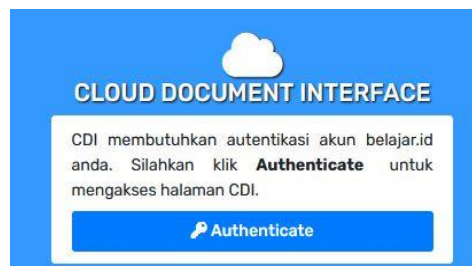 CLOUD DOCUMENT INTERFACE
CDI membutuhkan autentikasi akun belajar.id
anda. Silahkan klik Authenticate untuk
mengakses halaman CDI.
Authenticate